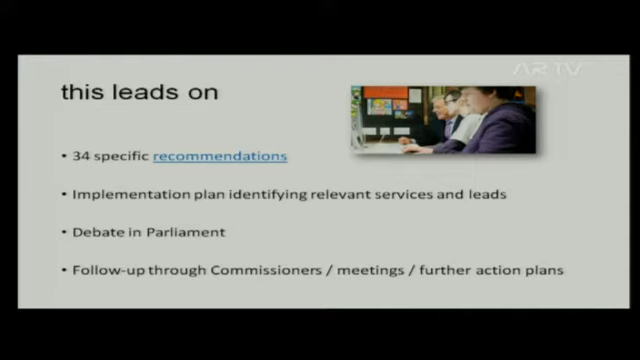 ARTV
this leads on
• 34 specific recommendations
• Implementation plan identifying relevant services and leads
• Debate in Parliament
• Follow-up through Commissioners / meetings / further action plans